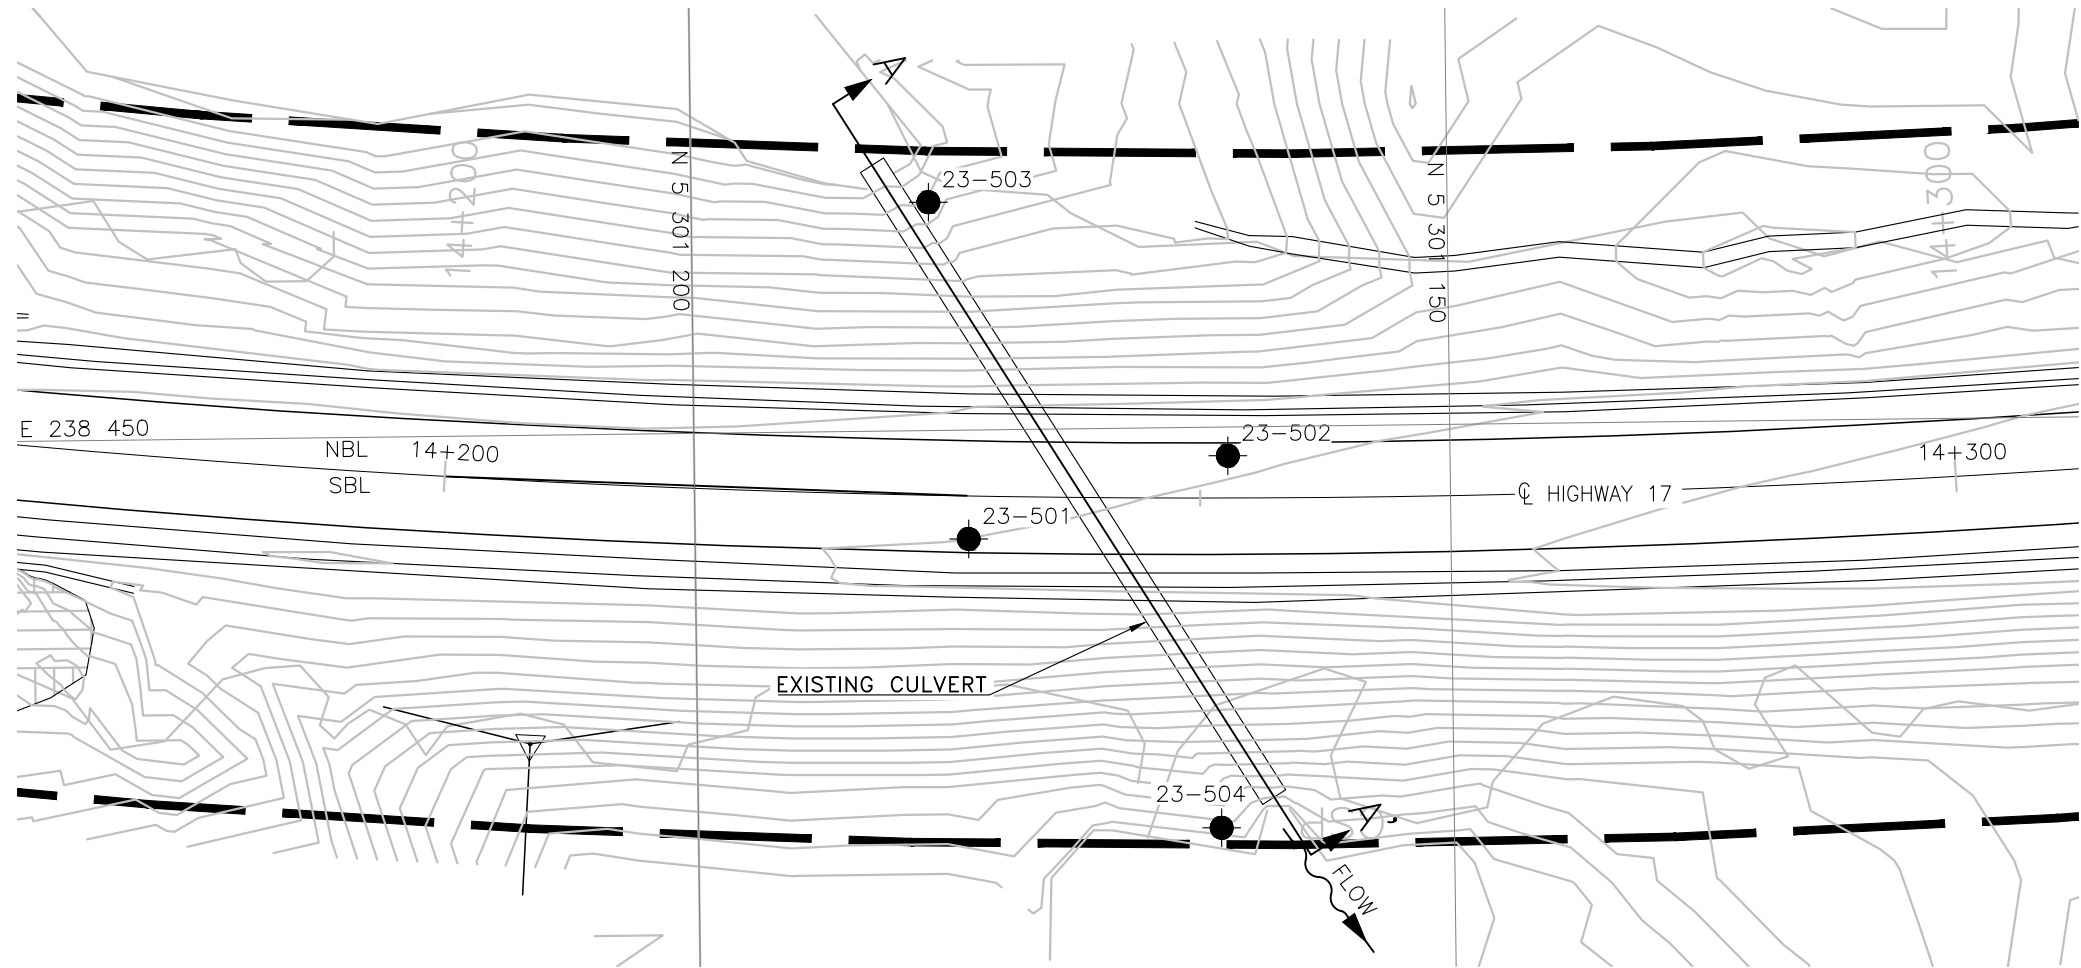 A
23-503
N 5 301 200
14+200
N 5 301 150
14+300
E 238 450
NBL
14+200
SBL
23-502
14+300
℄ HIGHWAY 17
23-501
EXISTING CULVERT
23-504
A'
FLOW